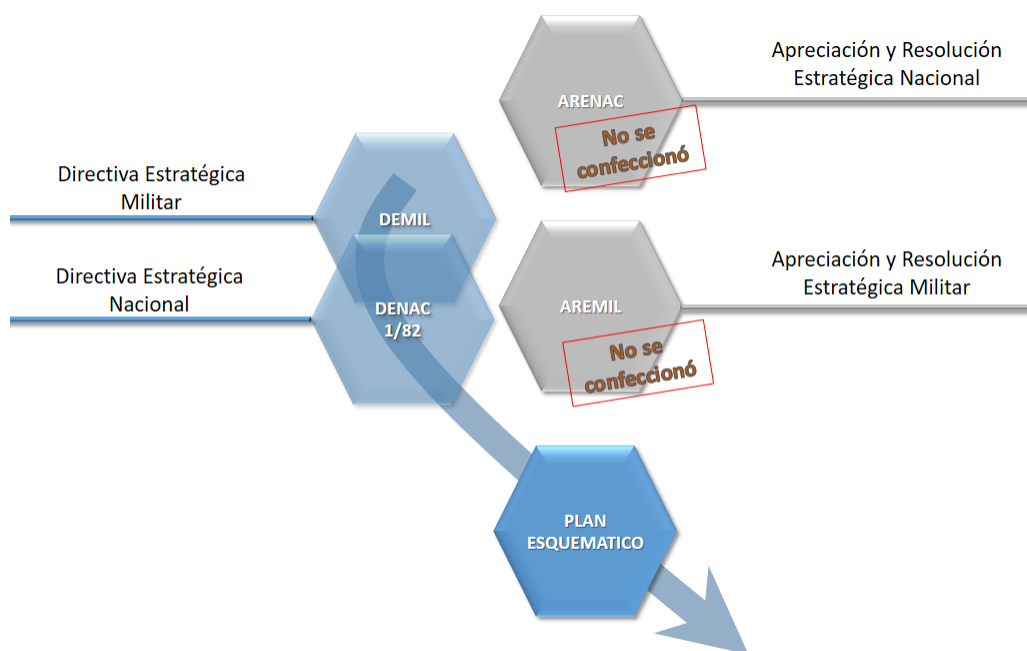 Apreciación y Resolución
Estratégica Nacional
ARENAC
No se
confeccionó
Directiva Estratégica
Militar
DEMIL
Directiva Estratégica
Nacional
DENAC
1/82
Apreciación y Resolución
Estratégica Militar
AREMIL
No se
confeccionó
PLAN
ESQUEMATICO